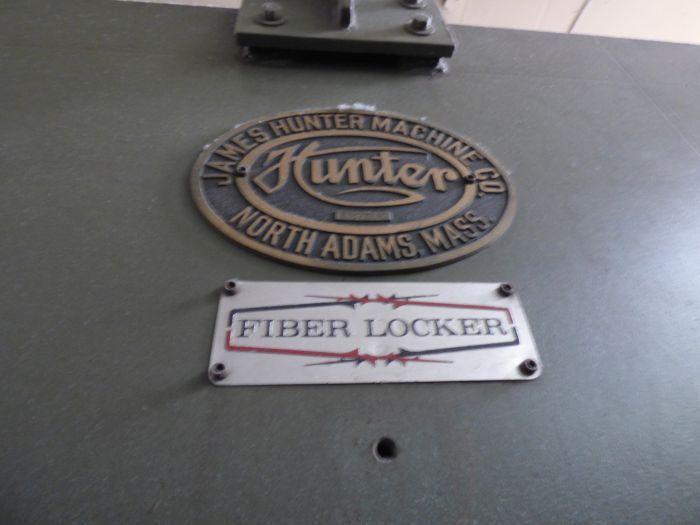 JAMES HUNTER MACHINE CO.
Hunter
NORTH ADAMS, MASS.
FIBER LOCKER